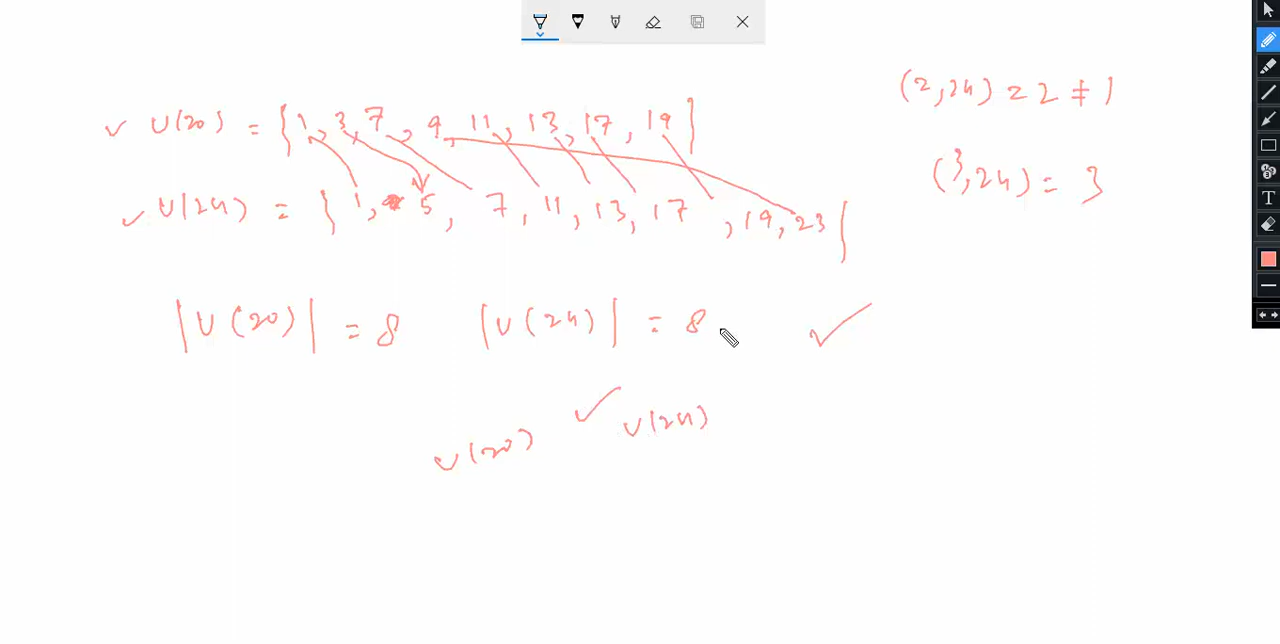 (2,24) = 2 ≠ 1
✓ U(20) = {1, 3 7, 9, 11, 13, 17, 19}
(3,24) = 3
✓ U(24) = {1, 5, 7, 11, 13, 17, 19, 23}
|U(20)| = 8 |U(24)| = 8 ✓
U(20) ✓ U(24)